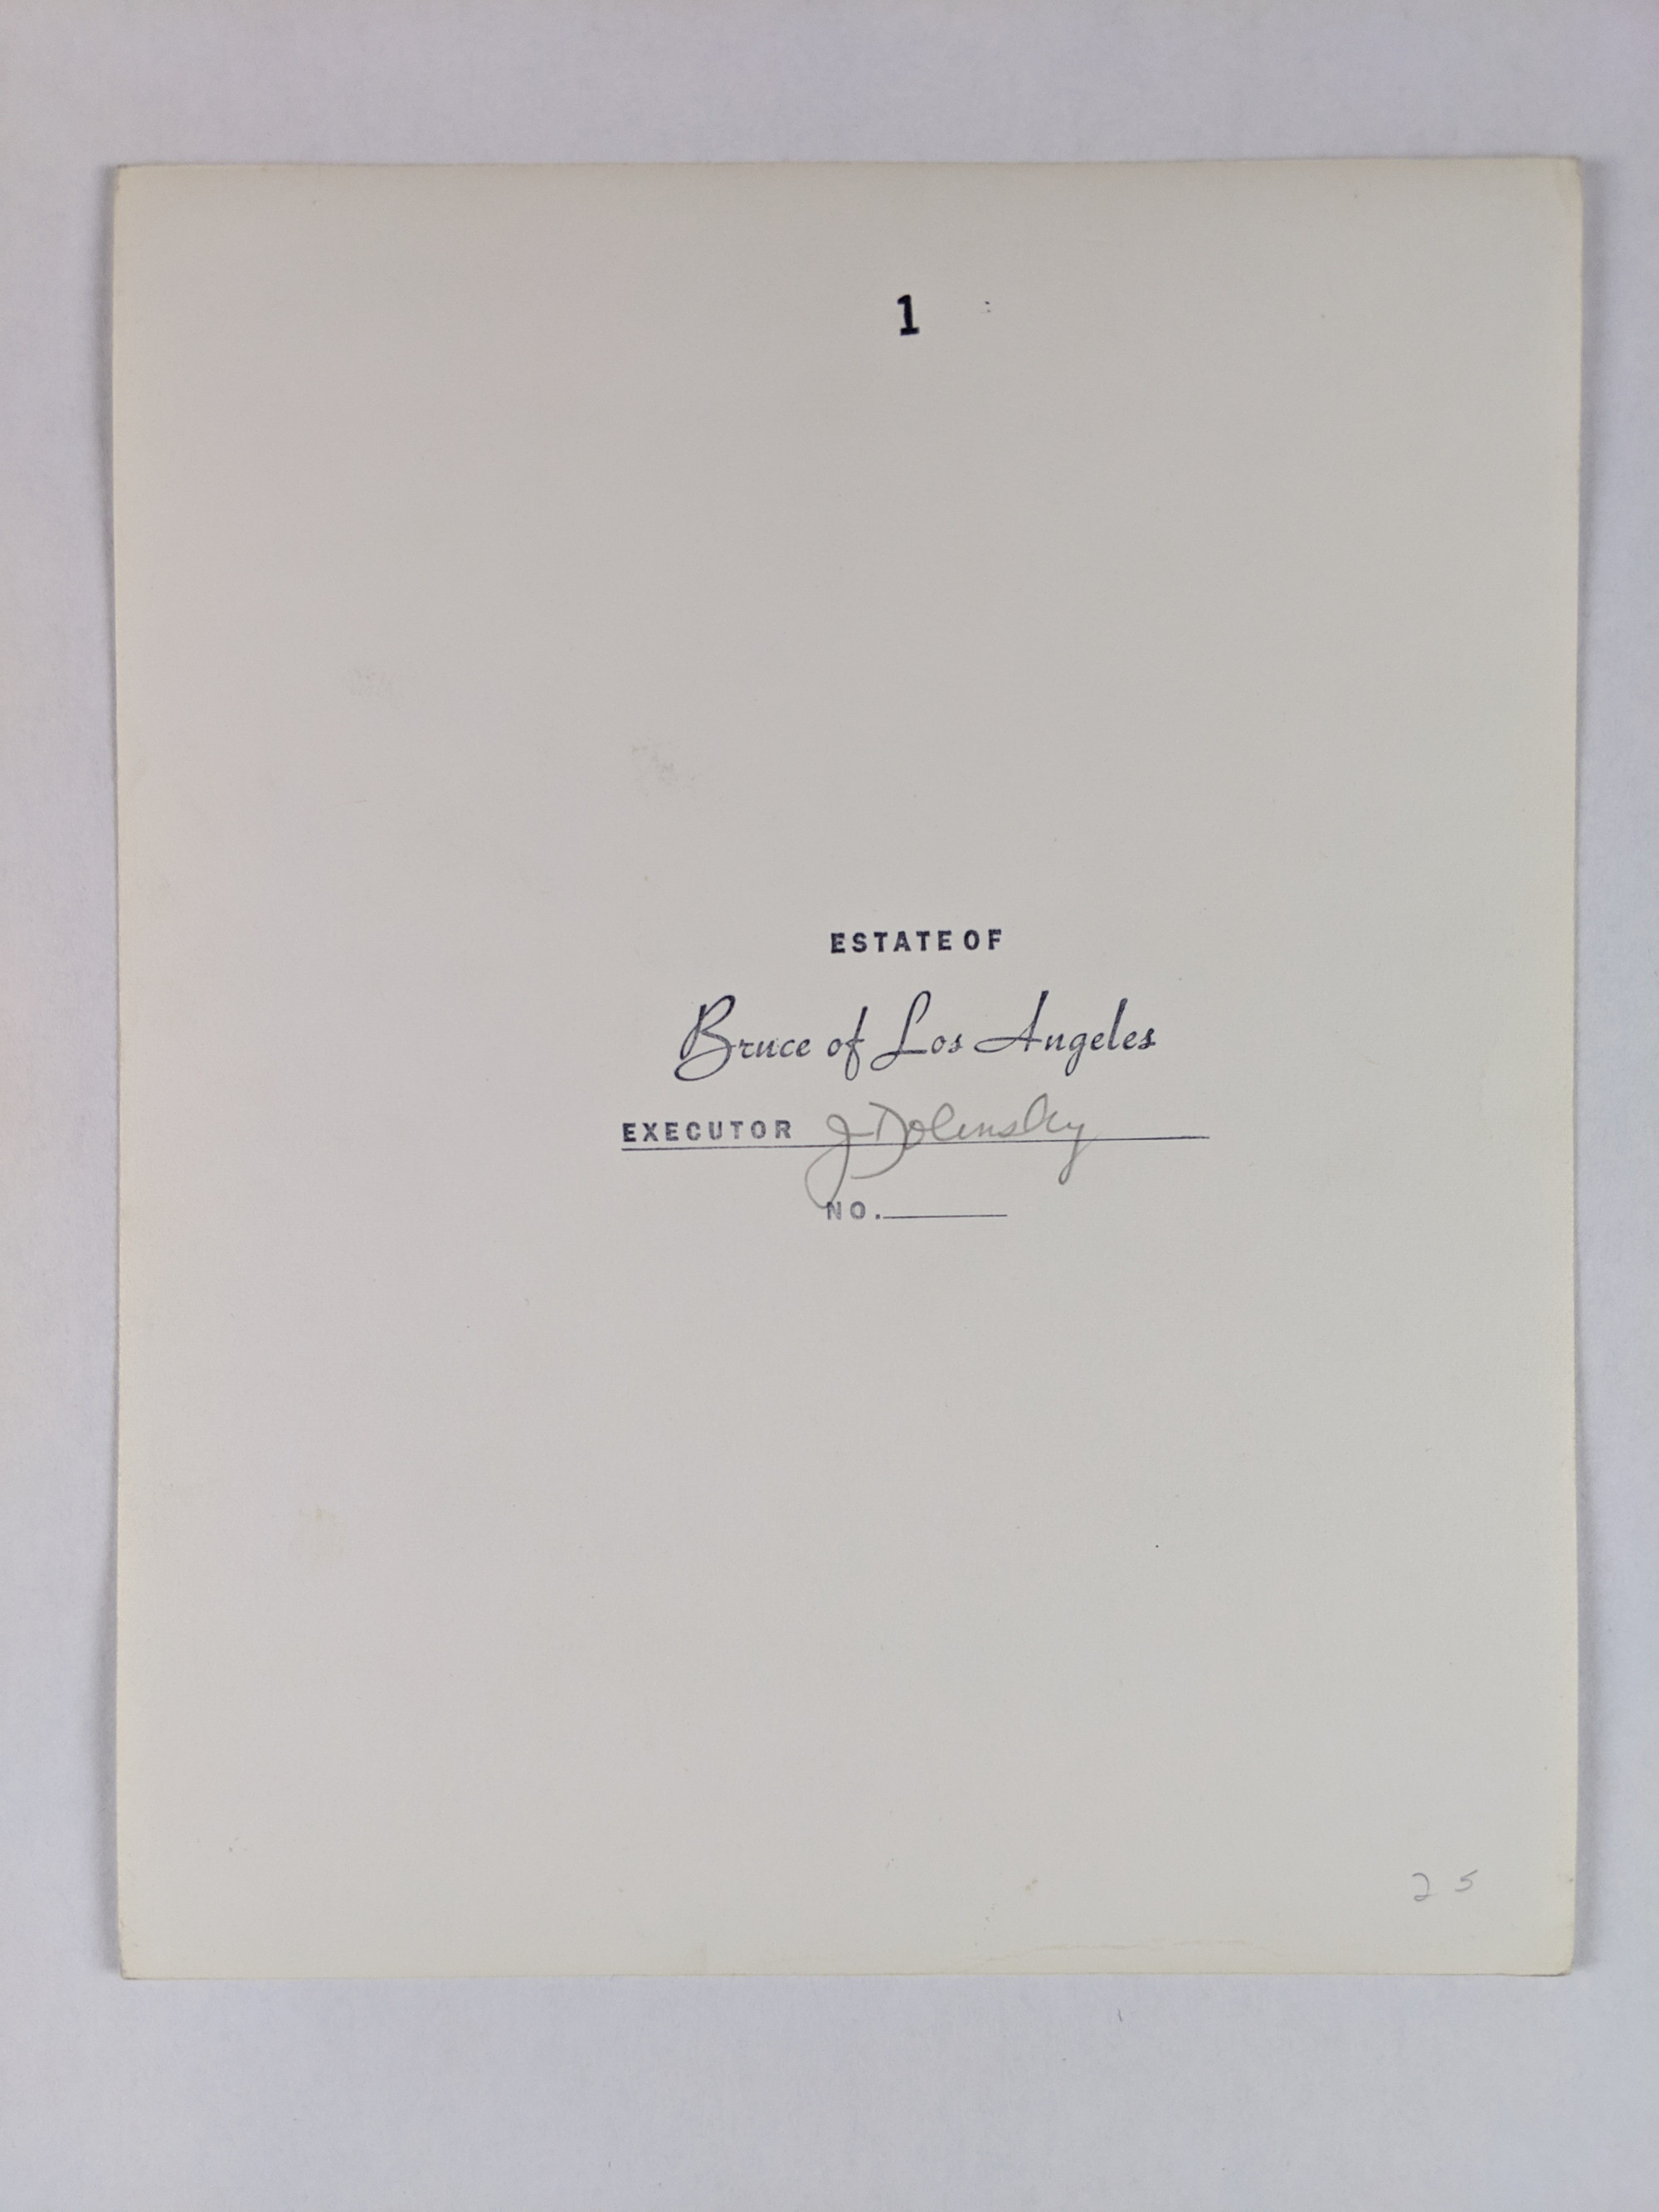 1
ESTATE OF
Bruce of Los Angeles
EXECUTOR J Dolensky
NO.
25